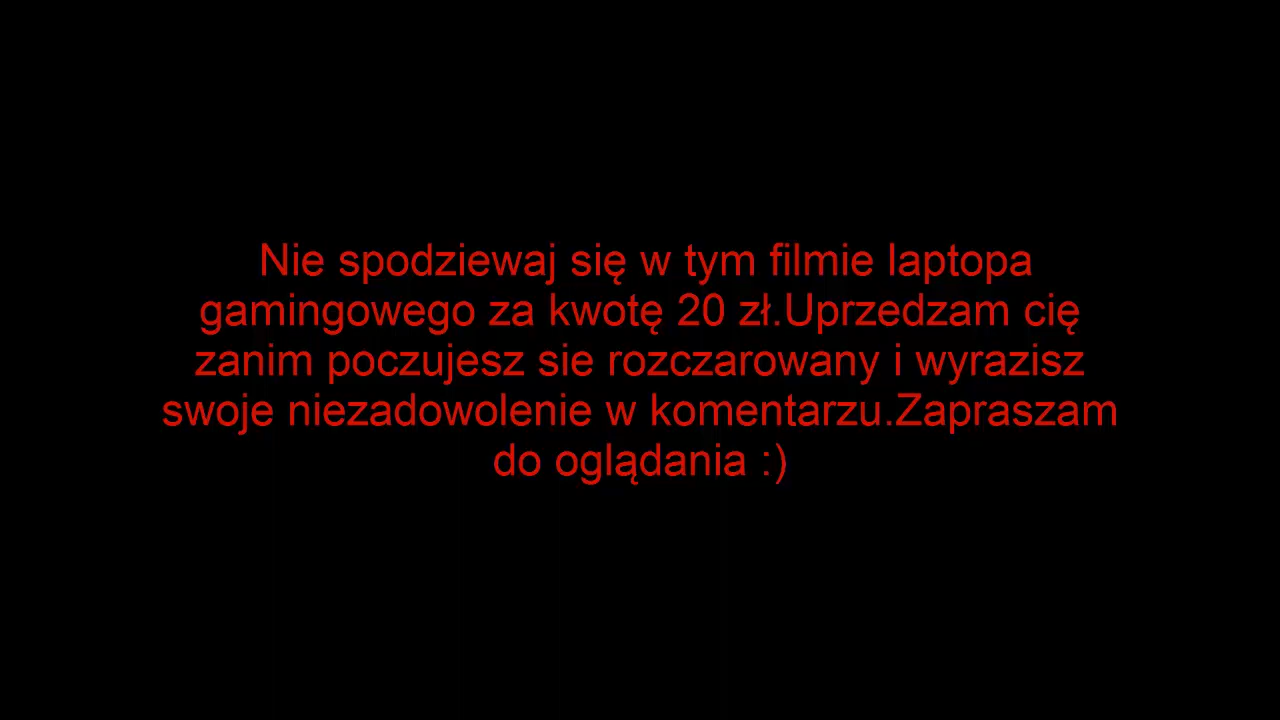 Nie spodziewaj się w tym filmie laptopa
gamingowego za kwotę 20 zł.Uprzedzam cię
zanim poczujesz sie rozczarowany i wyrazisz
swoje niezadowolenie w komentarzu.Zapraszam
do oglądania :)